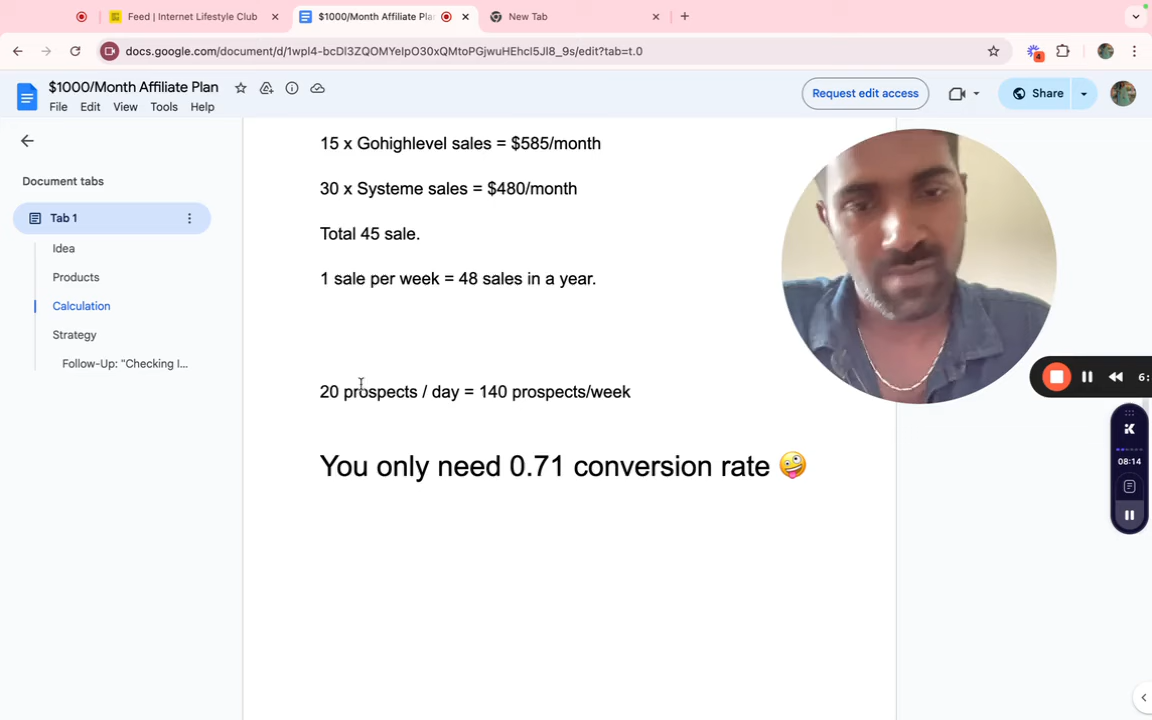 Feed | Internet Lifestyle Club
$1000/Month Affiliate Pla
New Tab
docs.google.com/document/d/1wpl4-bcDl3ZQOMYelpO30xQMtoPGjwuHEhcl5Jl8_9s/edit?tab=t.0
4
$1000/Month Affiliate Plan
File Edit View Tools Help
Request edit access
Share
Document tabs
Tab 1
Idea
Products
Calculation
Strategy
Follow-Up: "Checking I...
15 x Gohighlevel sales = $585/month
30 x Systeme sales = $480/month
Total 45 sale.
1 sale per week = 48 sales in a year.
20 prospects / day = 140 prospects/week
You only need 0.71 conversion rate 🤪
6:
08:14